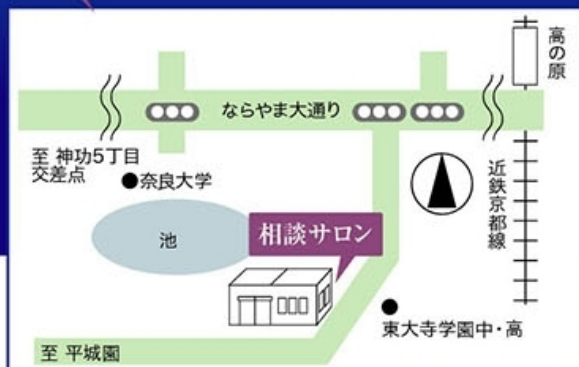 高の原
ならやま大通り
至 神功5丁目
交差点
奈良大学
近鉄京都線
池
相談サロン
東大寺学園中・高
至 平城園